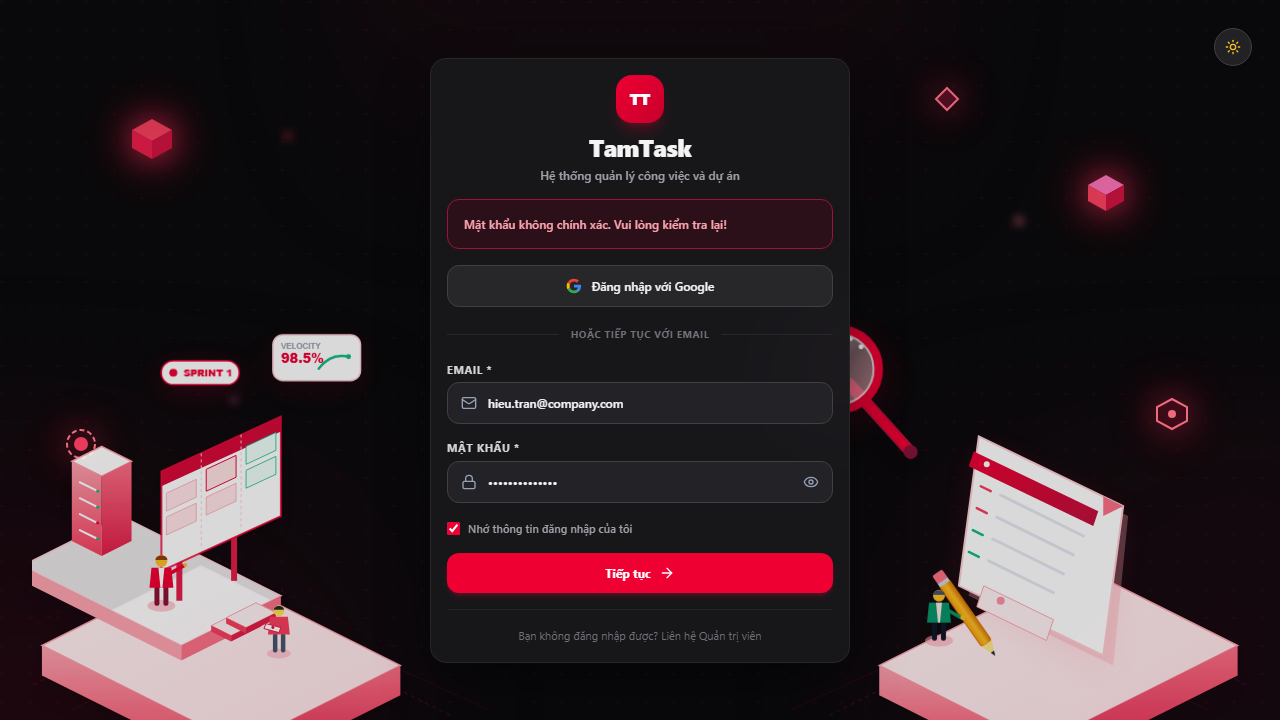 TT
TamTask
Hệ thống quản lý công việc và dự án
Mật khẩu không chính xác. Vui lòng kiểm tra lại!
Đăng nhập với Google
HOẶC TIẾP TỤC VỚI EMAIL
EMAIL *
hieu.tran@company.com
MẬT KHẨU *
••••••••••••••
Nhớ thông tin đăng nhập của tôi
Tiếp tục
Bạn không đăng nhập được? Liên hệ Quản trị viên
VELOCITY
98.5%
SPRINT 1